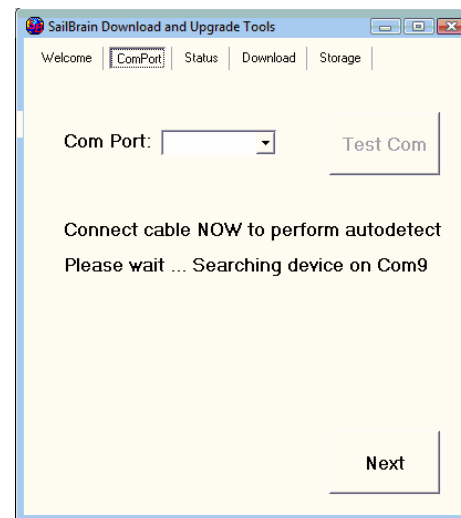 SailBrain Download and Upgrade Tools
Welcome ComPort Status Download Storage
Com Port: Test Com
Connect cable NOW to perform autodetect
Please wait ... Searching device on Com9
Next